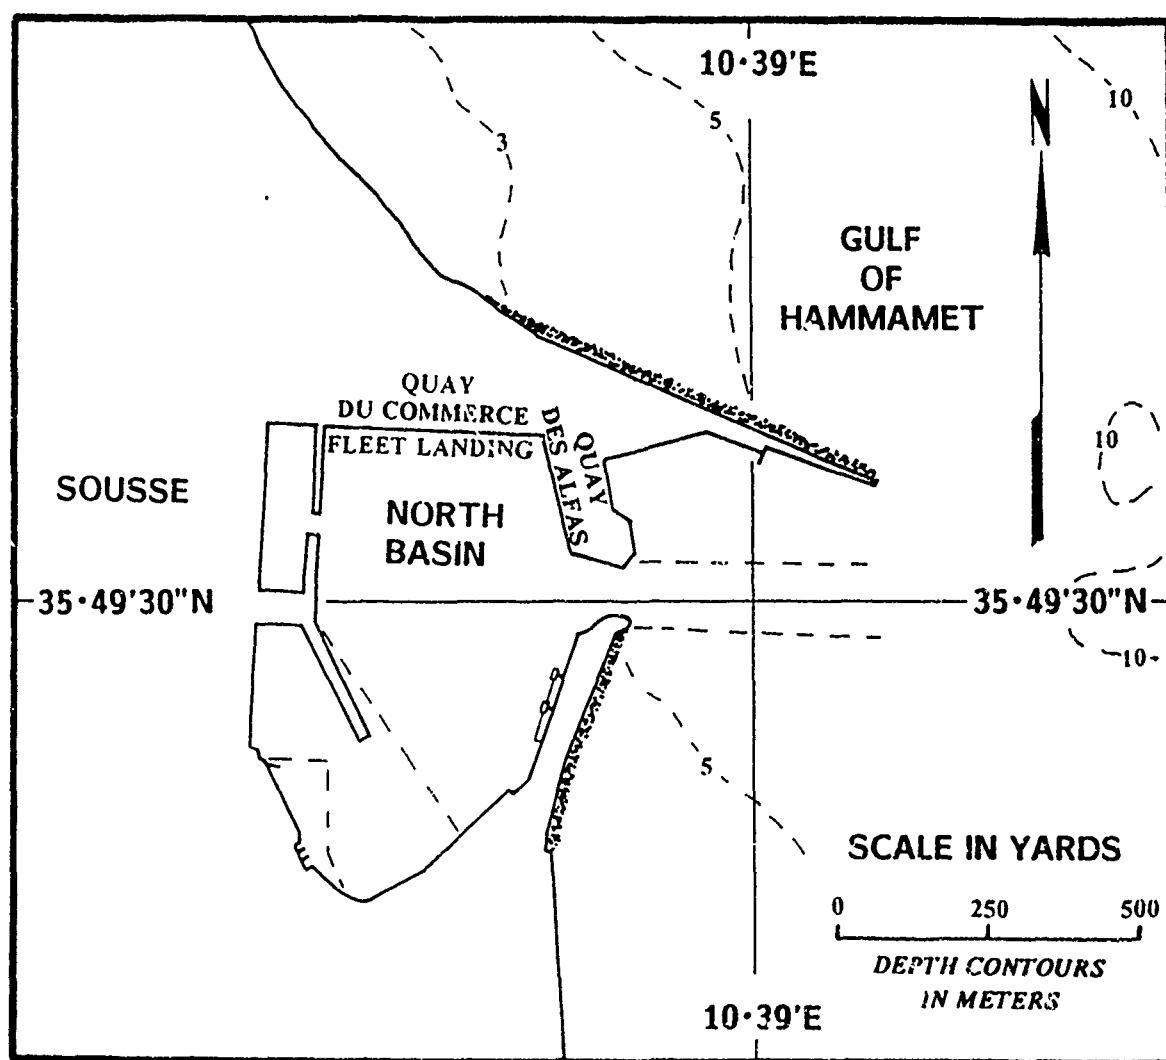 10·39'E
10
5
3
N
GULF
OF
HAMMAMET
QUAY
DU COMMERCE
FLEET LANDING
QUAY
DES ALFAS
10
SOUSSE
NORTH
BASIN
35·49'30"N
35·49'30"N
10
5
SCALE IN YARDS
0 250 500
DEPTH CONTOURS
IN METERS
10·39'E